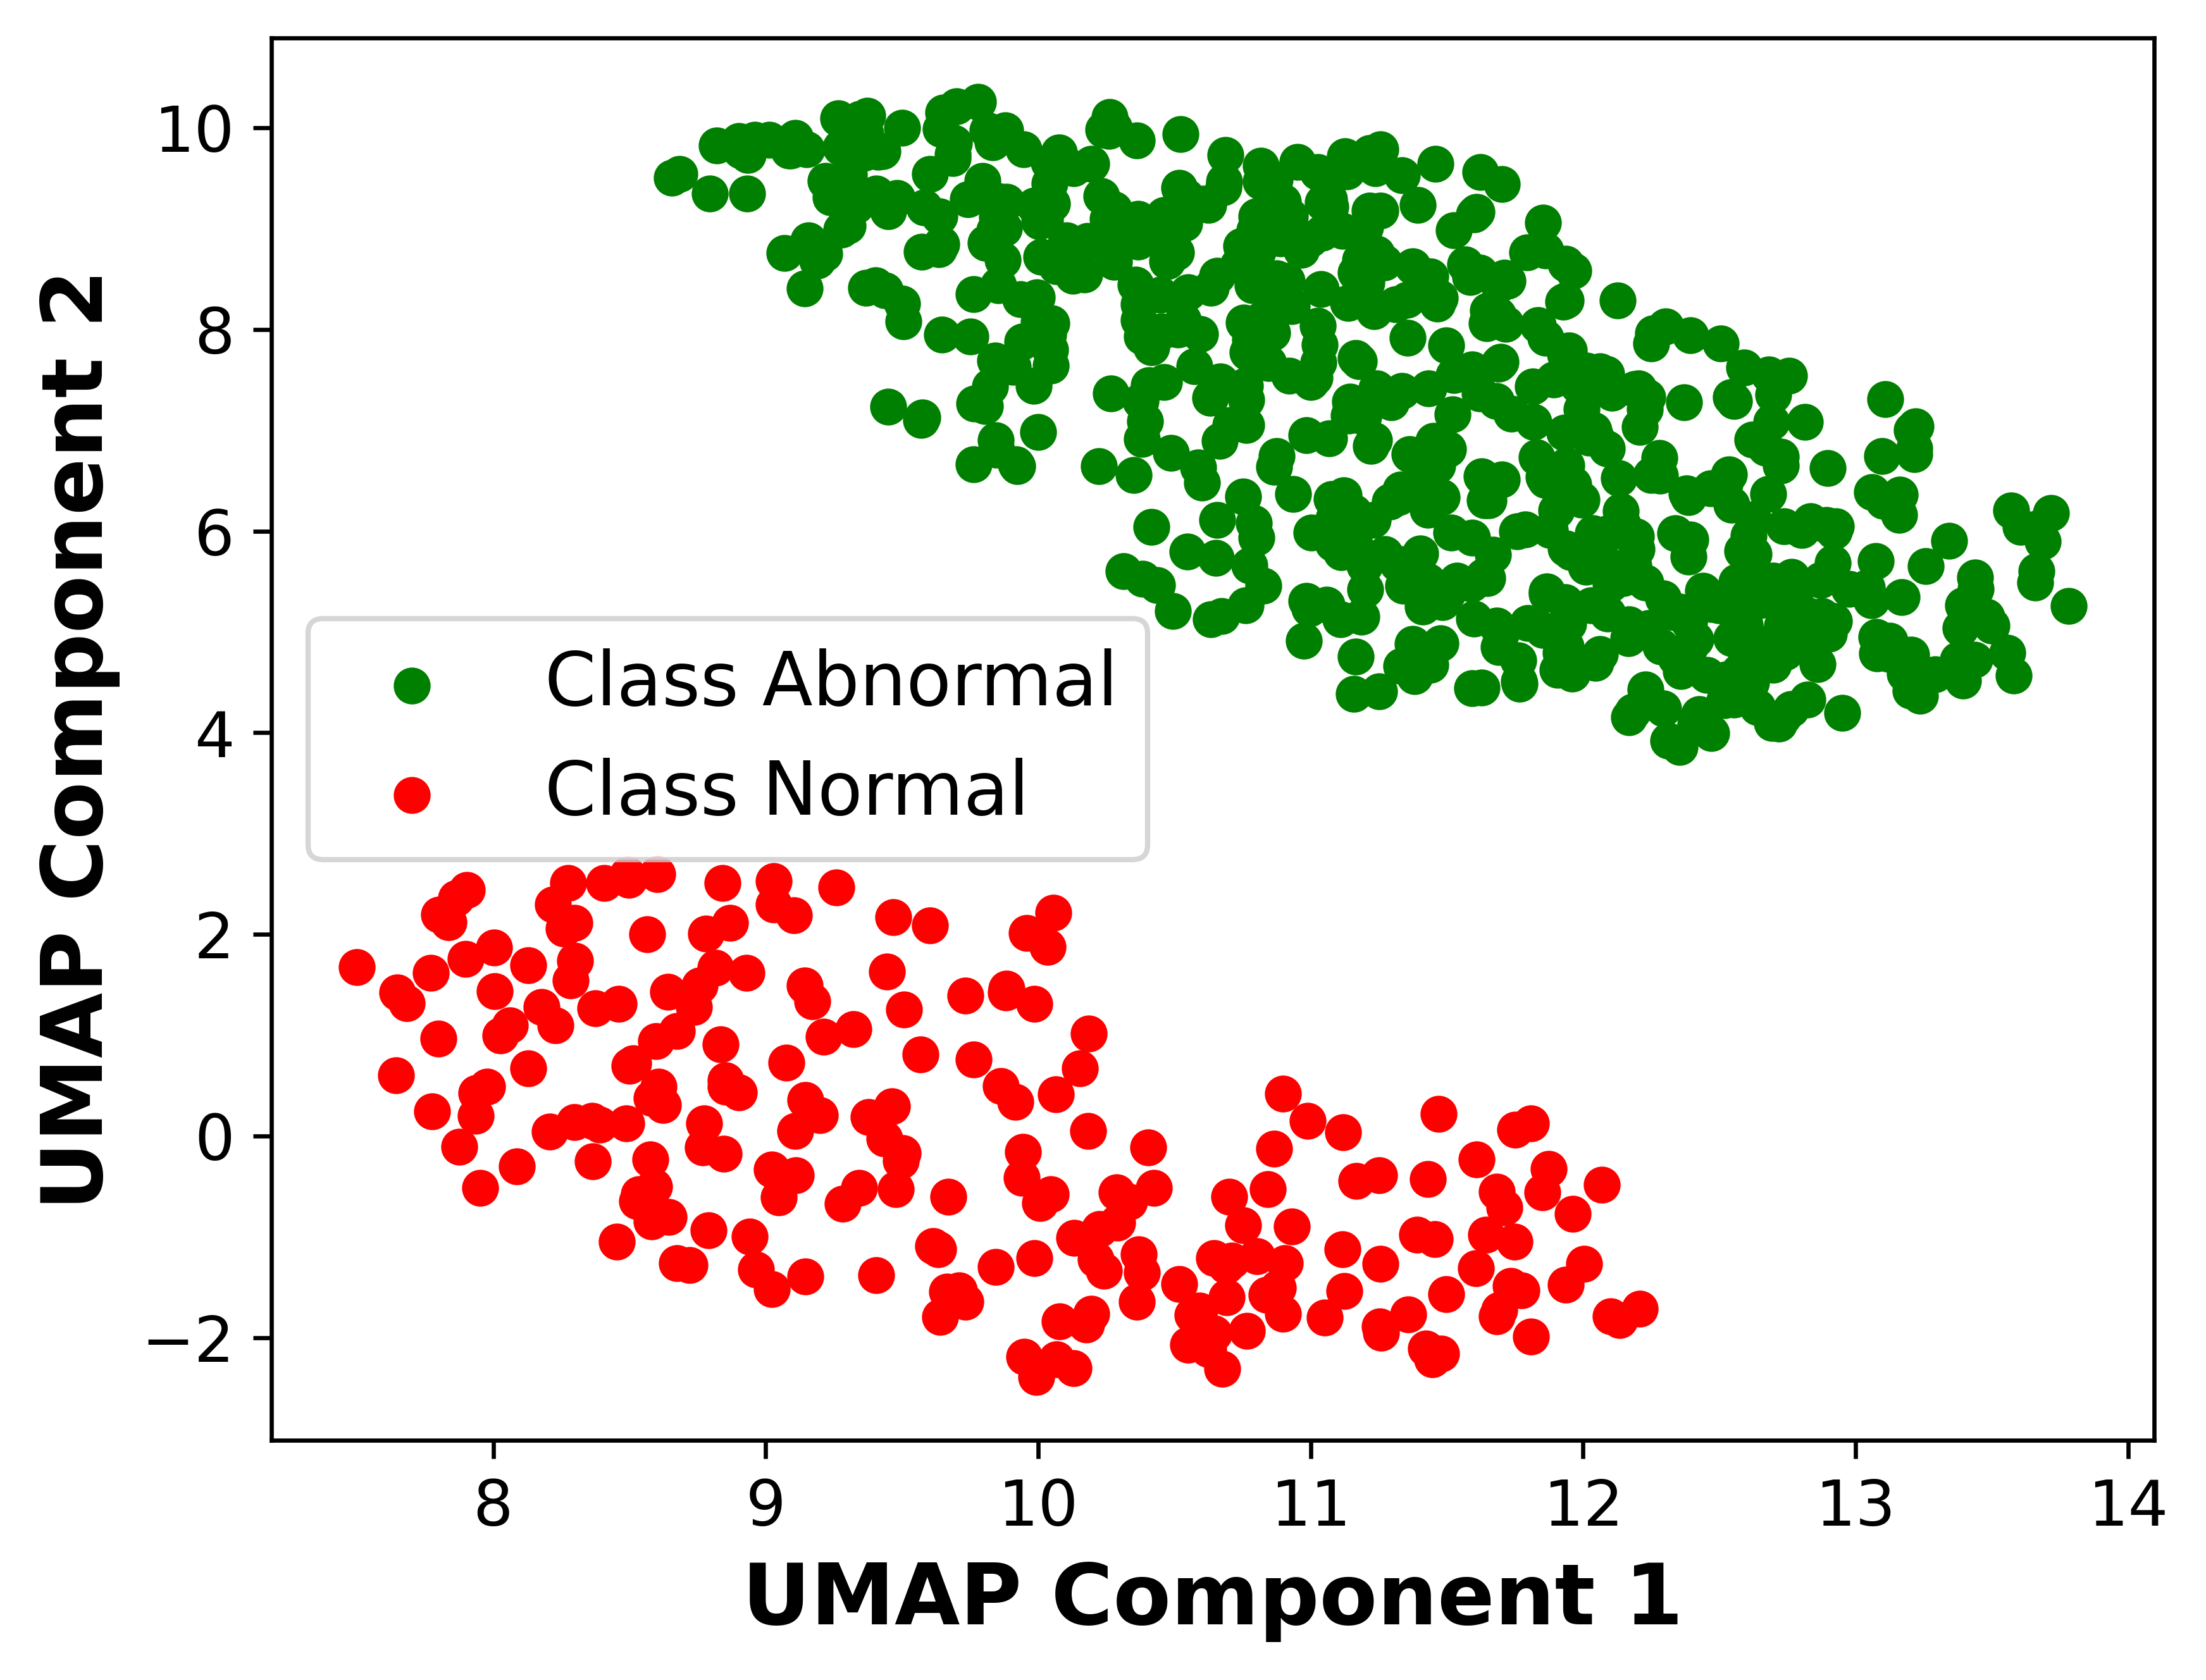 UMAP Component 2
10
8
6
4
2
0
−2
Class Abnormal
Class Normal
8 9 10 11 12 13 14
UMAP Component 1